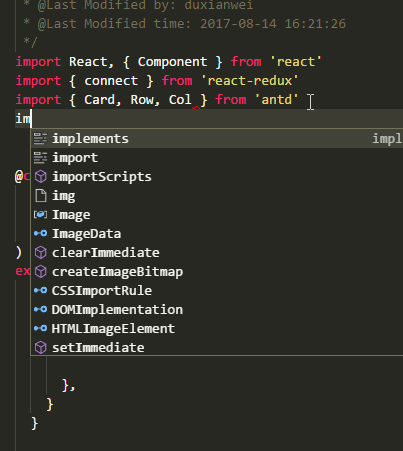 * @Last Modified by: duxianwei
* @Last Modified time: 2017-08-14 16:21:26
*/
import React, { Component } from 'react'
import { connect } from 'react-redux'
import { Card, Row, Col } from 'antd'
im
implements impl
import
@c importScripts
img
Image
ImageData
) clearImmediate
ex createImageBitmap
CSSImportRule
DOMImplementation
HTMLImageElement
setImmediate
},
}
}